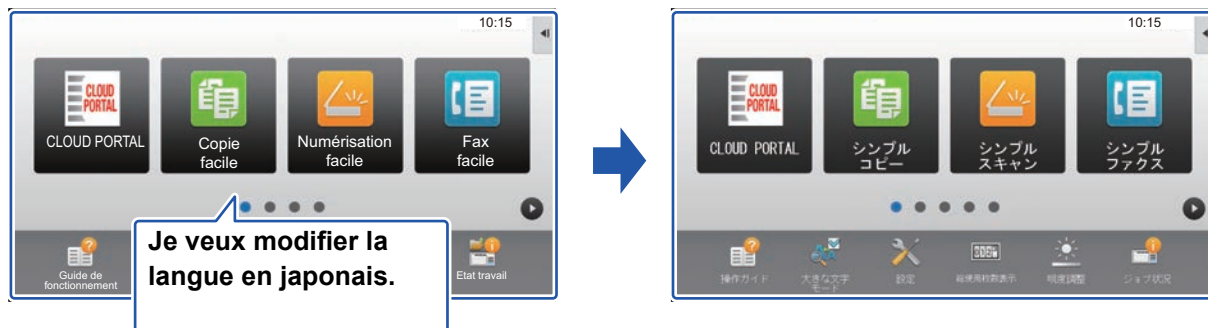 10:15
CLOUD
PORTAL
CLOUD PORTAL
Copie
facile
Numérisation
facile
Fax
facile
Je veux modifier la
langue en japonais.
Guide de
fonctionnement
Etat travail
10:15
CLOUD
PORTAL
CLOUD PORTAL
シンプル
コピー
シンプル
スキャン
シンプル
ファクス
操作ガイド
大きな文字
モード
設定
総使用枚数表示
明度調整
ジョブ状況